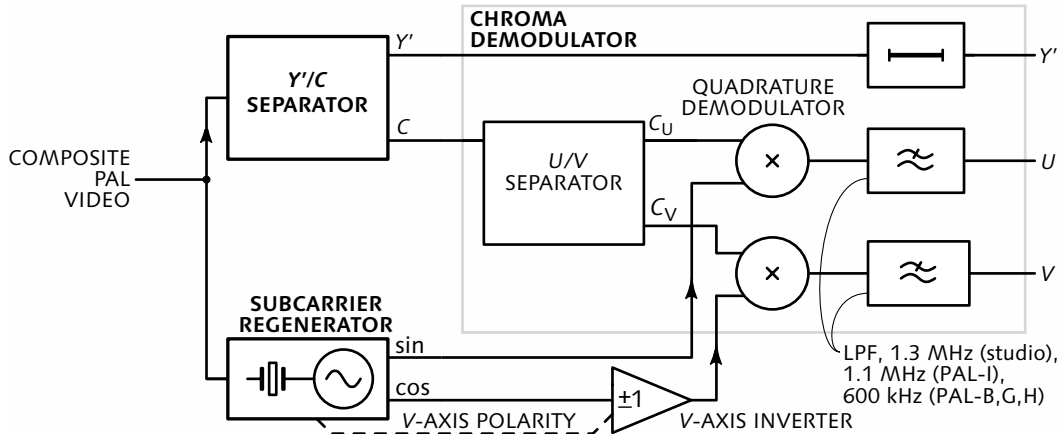 CHROMA
DEMODULATOR
Y'
Y'
Y'/C
SEPARATOR
QUADRATURE
DEMODULATOR
C
CU
×
U
COMPOSITE
PAL
VIDEO
U/V
SEPARATOR
CV
×
V
SUBCARRIER
REGENERATOR
sin
cos
±1
V-AXIS POLARITY
V-AXIS INVERTER
LPF, 1.3 MHz (studio),
1.1 MHz (PAL-I),
600 kHz (PAL-B,G,H)